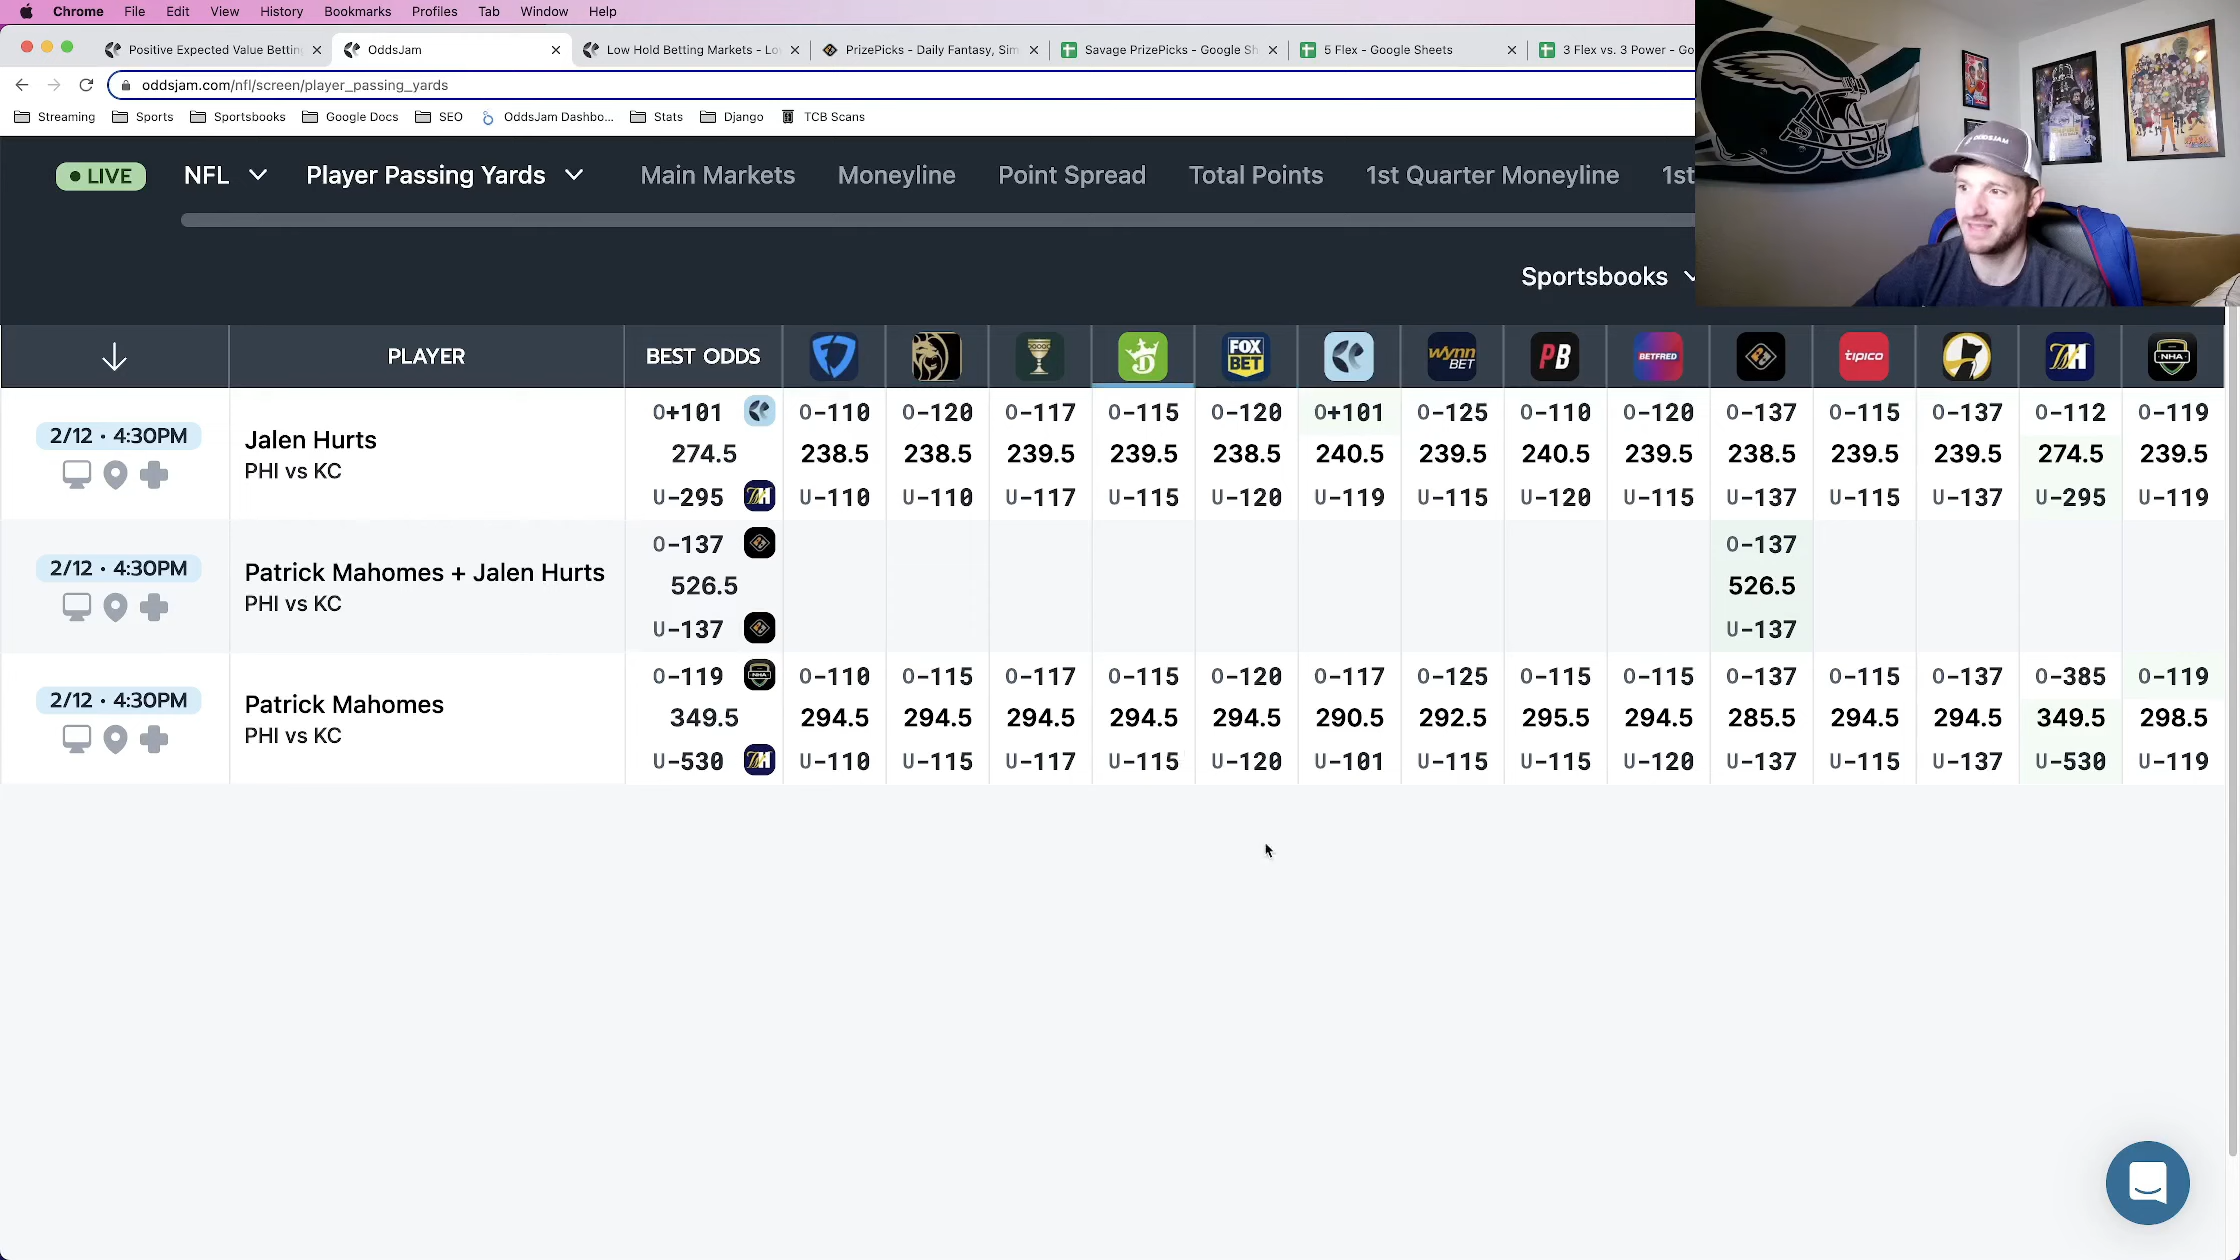 Chrome File Edit View History Bookmarks Profiles Tab Window Help
Positive Expected Value Bettin × OddsJam × Low Hold Betting Markets - Lo × PrizePicks - Daily Fantasy, Sim × Savage PrizePicks - Google Sh × 5 Flex - Google Sheets × 3 Flex vs. 3 Power - Go
oddsjam.com/nfl/screen/player_passing_yards
Streaming Sports Sportsbooks Google Docs SEO OddsJam Dashbo... Stats Django TCB Scans
LIVE NFL Player Passing Yards Main Markets Moneyline Point Spread Total Points 1st Quarter Moneyline 1st
Sportsbooks
PLAYER BEST ODDS FOX BET WYNN BET PB BETFRED tipico NHA
O+101 O-110 O-120 O-117 O-115 O-120 O+101 O-125 O-110 O-120 O-137 O-115 O-137 O-112 O-119
2/12 • 4:30PM Jalen Hurts 274.5 238.5 238.5 239.5 239.5 238.5 240.5 239.5 240.5 239.5 238.5 239.5 239.5 274.5 239.5
PHI vs KC
U-295 U-110 U-110 U-117 U-115 U-120 U-119 U-115 U-120 U-115 U-137 U-115 U-137 U-295 U-119
O-137 O-137
2/12 • 4:30PM Patrick Mahomes + Jalen Hurts 526.5 526.5
PHI vs KC
U-137 U-137
O-119 O-110 O-115 O-117 O-115 O-120 O-117 O-125 O-115 O-115 O-137 O-115 O-137 O-385 O-119
2/12 • 4:30PM Patrick Mahomes 349.5 294.5 294.5 294.5 294.5 294.5 290.5 292.5 295.5 294.5 285.5 294.5 294.5 349.5 298.5
PHI vs KC
U-530 U-110 U-115 U-117 U-115 U-120 U-101 U-115 U-115 U-120 U-137 U-115 U-137 U-530 U-119
ODDSJAM